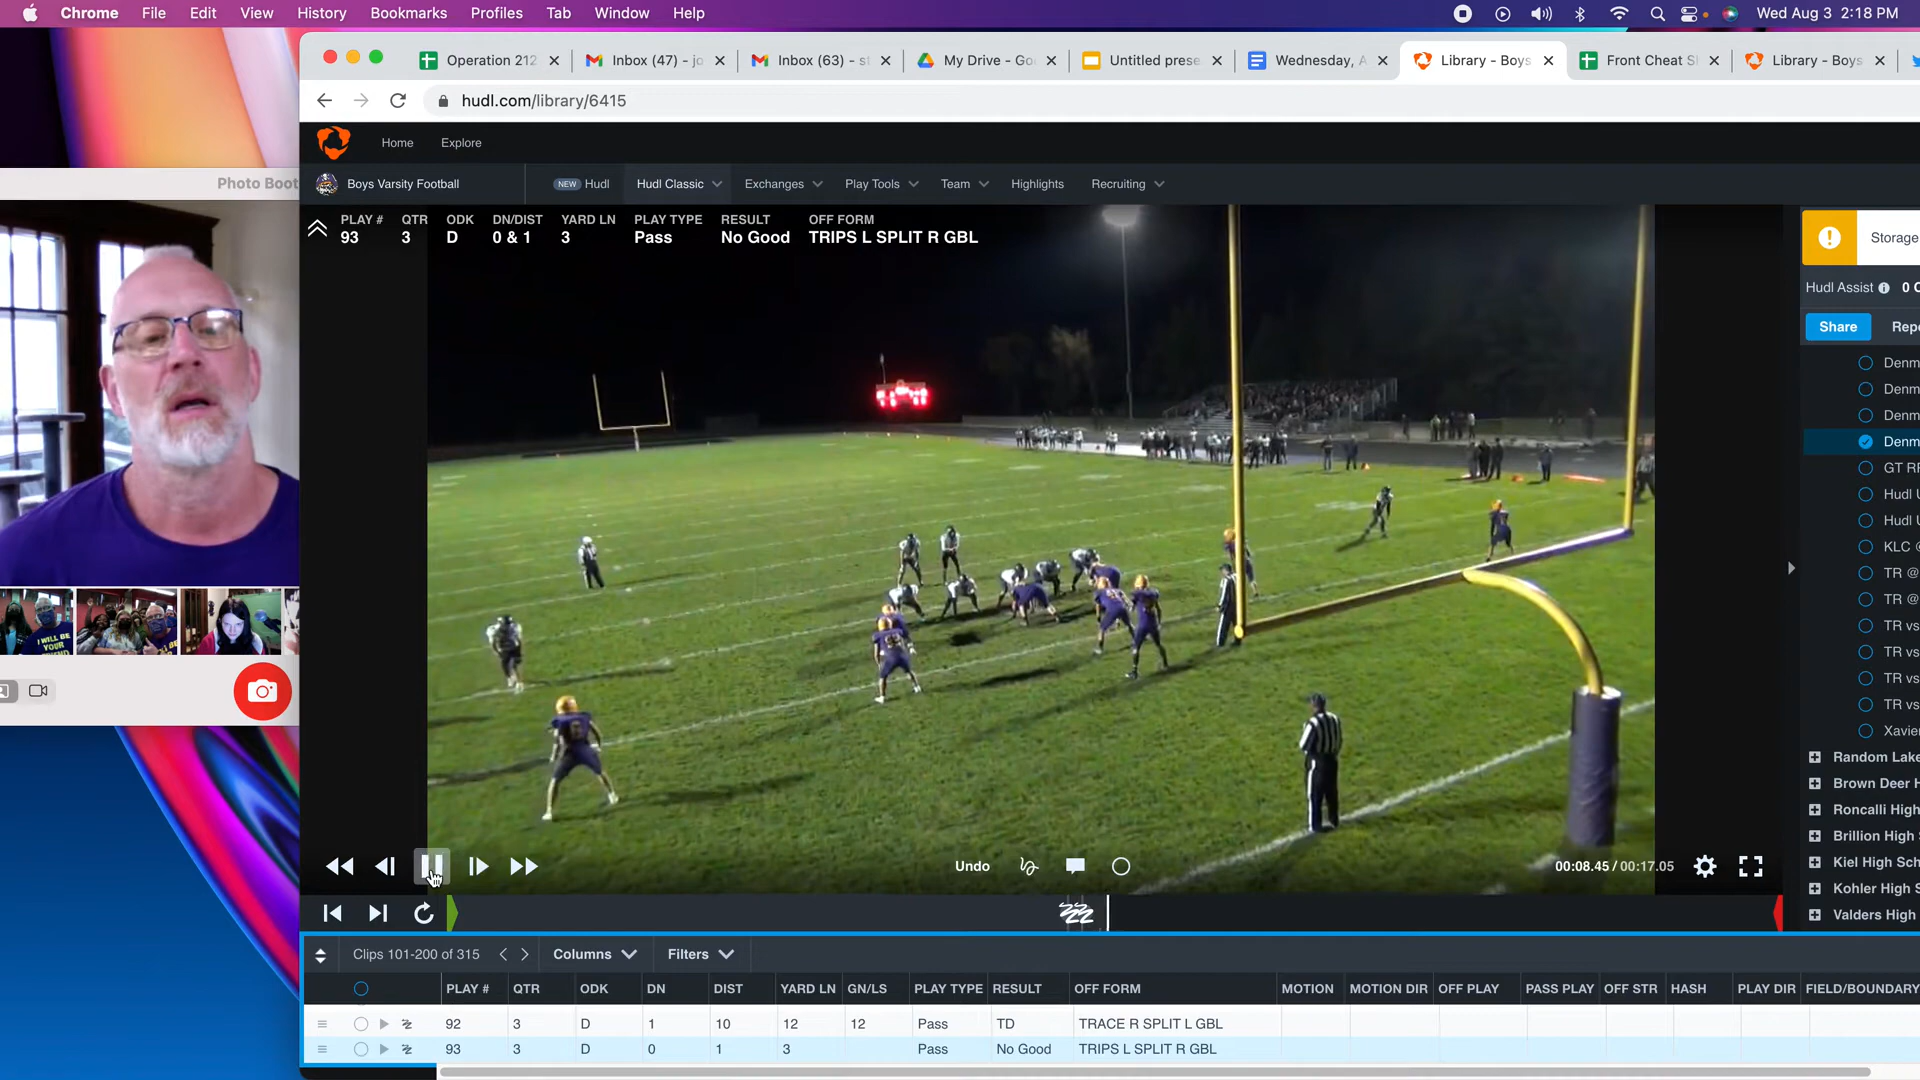 Chrome File Edit View History Bookmarks Profiles Tab Window Help Wed Aug 3 2:18 PM
Operation 212 Inbox (47) - jo Inbox (63) - st My Drive - Go Untitled prese Wednesday, A Library - Boys Front Cheat S Library - Boys
hudl.com/library/6415
Home Explore
Photo Boot
Boys Varsity Football NEW Hudl Hudl Classic Exchanges Play Tools Team Highlights Recruiting
PLAY # QTR ODK DN/DIST YARD LN PLAY TYPE RESULT OFF FORM
93 3 D 0 & 1 3 Pass No Good TRIPS L SPLIT R GBL
Storage
Hudl Assist 0
Share Repo
Denm
Denm
Denm
Denm
GT RF
Hudl U
Hudl U
KLC @
TR @
TR @
TR vs
TR vs
TR vs
TR vs
Xavier
Random Lake
Brown Deer H
Roncalli High
Brillion High S
Kiel High Sch
Kohler High S
Valders High
I WILL BE
YOUR
FRIEND
Undo 00:08.45 / 00:17.05
Clips 101-200 of 315 Columns Filters
PLAY # QTR ODK DN DIST YARD LN GN/LS PLAY TYPE RESULT OFF FORM MOTION MOTION DIR OFF PLAY PASS PLAY OFF STR HASH PLAY DIR FIELD/BOUNDARY
92 3 D 1 10 12 12 Pass TD TRACE R SPLIT L GBL
93 3 D 0 1 3 Pass No Good TRIPS L SPLIT R GBL